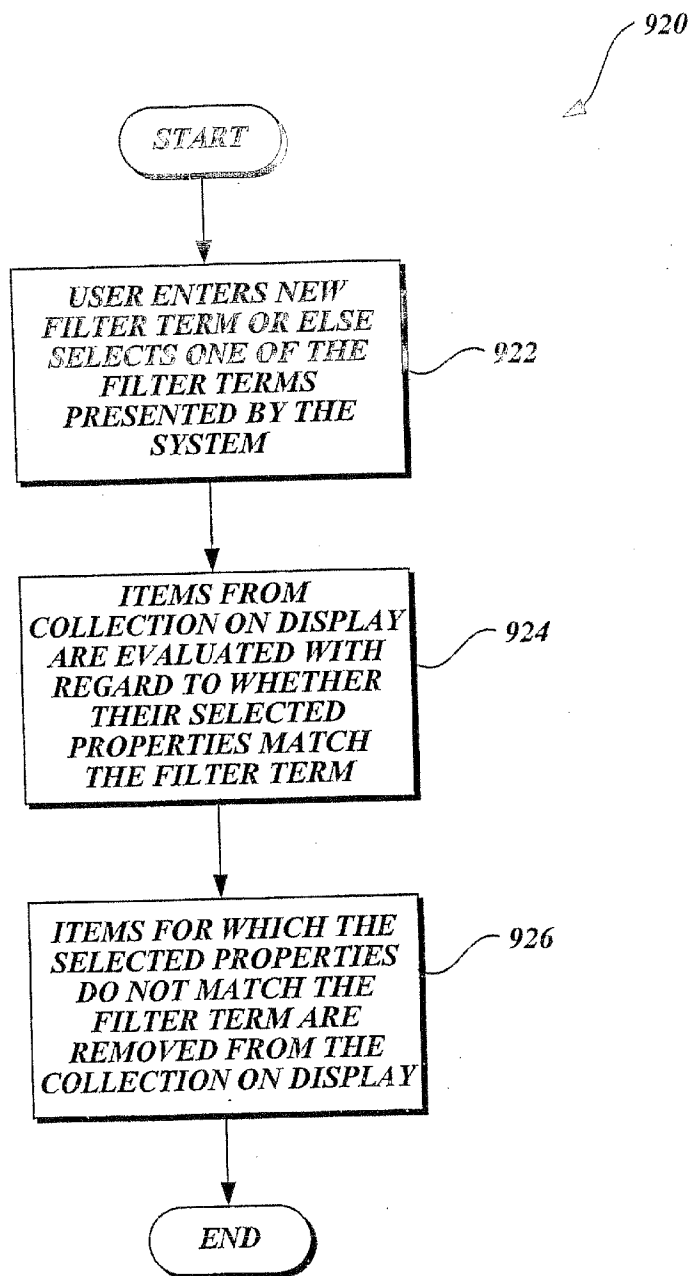 920
START
USER ENTERS NEW
FILTER TERM OR ELSE
SELECTS ONE OF THE
FILTER TERMS
PRESENTED BY THE
SYSTEM
922
ITEMS FROM
COLLECTION ON DISPLAY
ARE EVALUATED WITH
REGARD TO WHETHER
THEIR SELECTED
PROPERTIES MATCH
THE FILTER TERM
924
ITEMS FOR WHICH THE
SELECTED PROPERTIES
DO NOT MATCH THE
FILTER TERM ARE
REMOVED FROM THE
COLLECTION ON DISPLAY
926
END